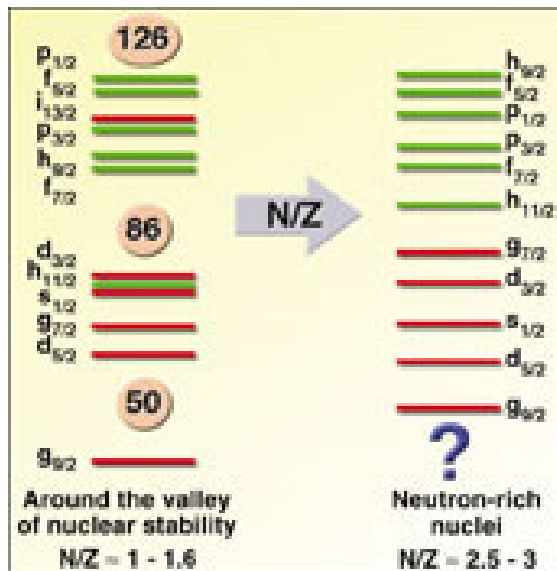 126
p1/2
f5/2
i13/2
p3/2
h9/2
f7/2
86
d3/2
h11/2
s1/2
g7/2
d5/2
50
g9/2
Around the valley
of nuclear stability
N/Z = 1 - 1.6
N/Z
h9/2
f5/2
p1/2
p3/2
f7/2
h11/2
g7/2
d3/2
s1/2
d5/2
g9/2
?
Neutron-rich
nuclei
N/Z = 2.5 - 3